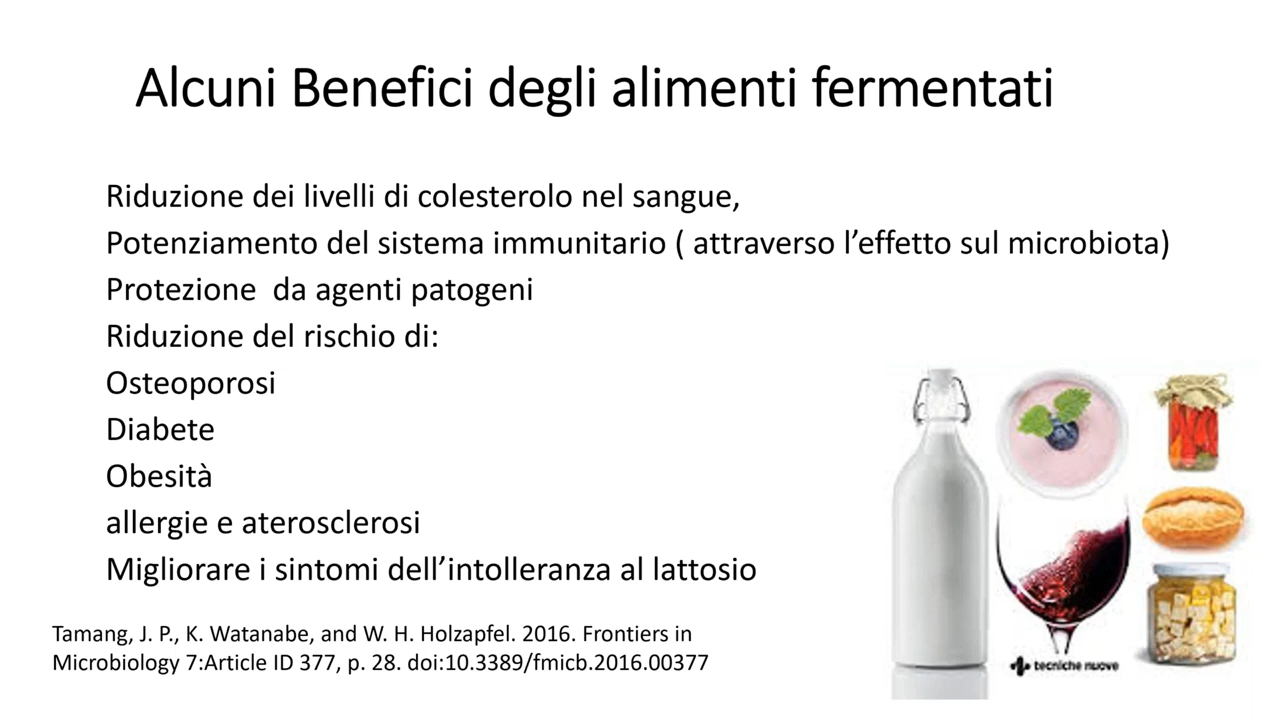 Alcuni Benefici degli alimenti fermentati
Riduzione dei livelli di colesterolo nel sangue,
Potenziamento del sistema immunitario ( attraverso l’effetto sul microbiota)
Protezione  da agenti patogeni
Riduzione del rischio di:
Osteoporosi
Diabete
Obesità
allergie e aterosclerosi
Migliorare i sintomi dell’intolleranza al lattosio
Tamang, J. P., K. Watanabe, and W. H. Holzapfel. 2016. Frontiers in
Microbiology 7:Article ID 377, p. 28. doi:10.3389/fmicb.2016.00377
tecniche nuove